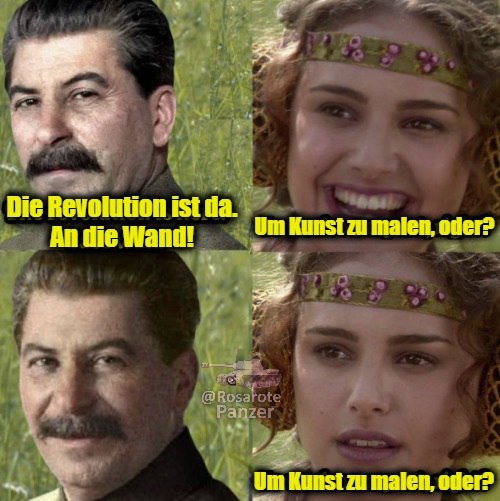 Die Revolution ist da.
An die Wand!
Um Kunst zu malen, oder?
@Rosarote
Panzer
Um Kunst zu malen, oder?